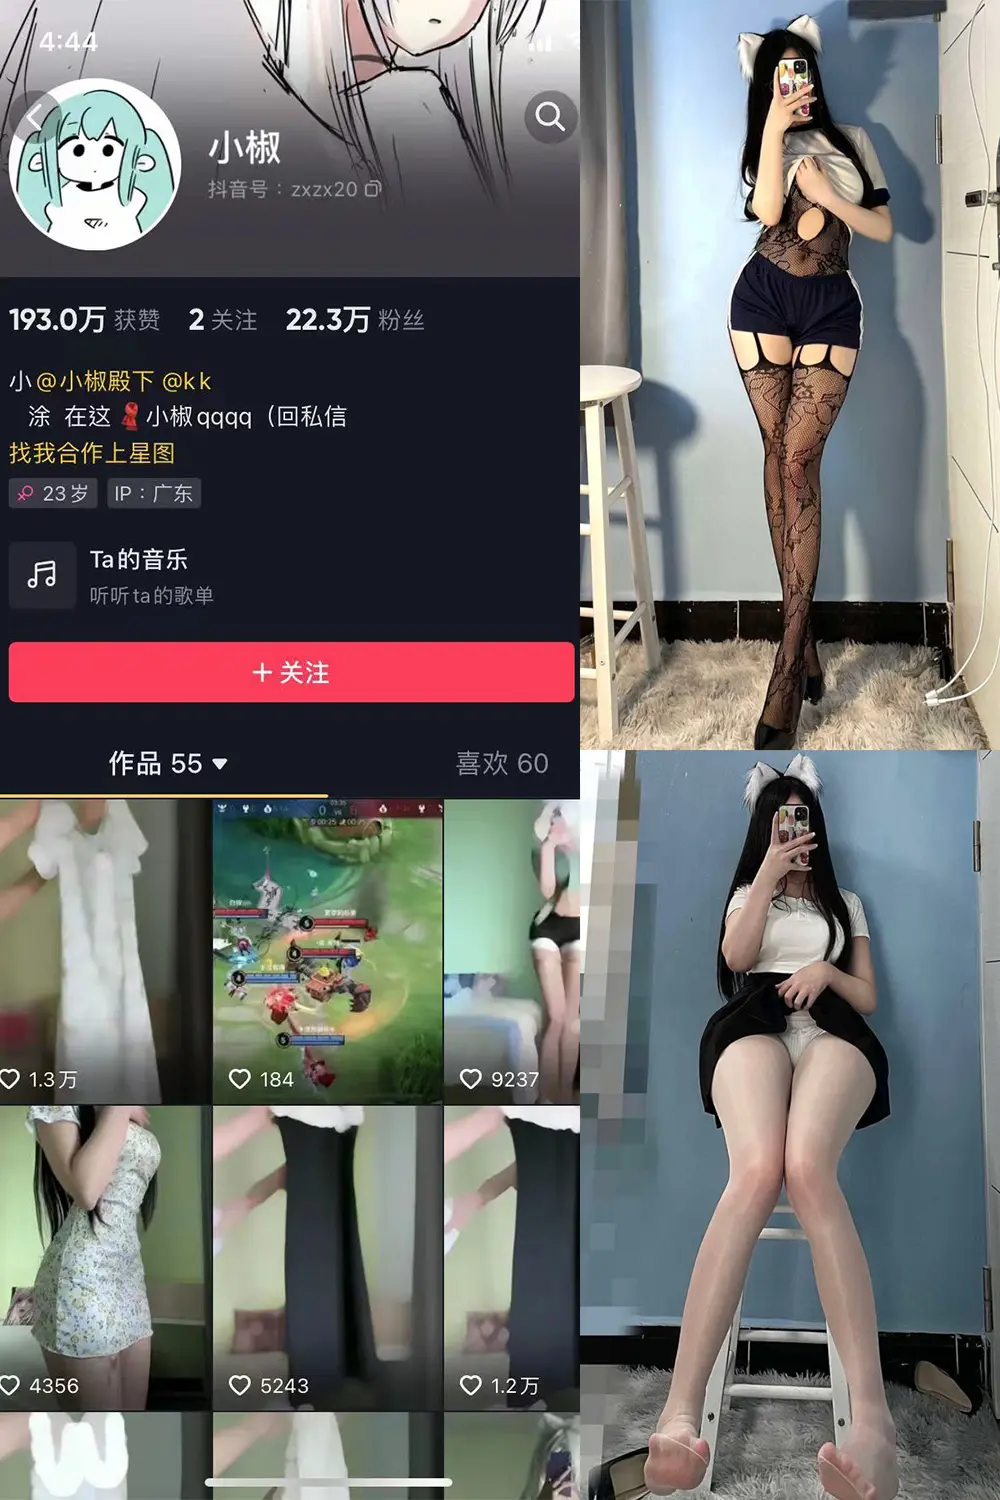 4:44
小椒
抖音号：zxzx20
193.0万 获赞 2 关注 22.3万 粉丝
小@小椒殿下 @kk
涂 在这 小椒qqqq（回私信
找我合作上星图
23岁 IP：广东
Ta的音乐
听听ta的歌单
+ 关注
作品 55 喜欢 60
1.3万 184 9237
4356 5243 1.2万